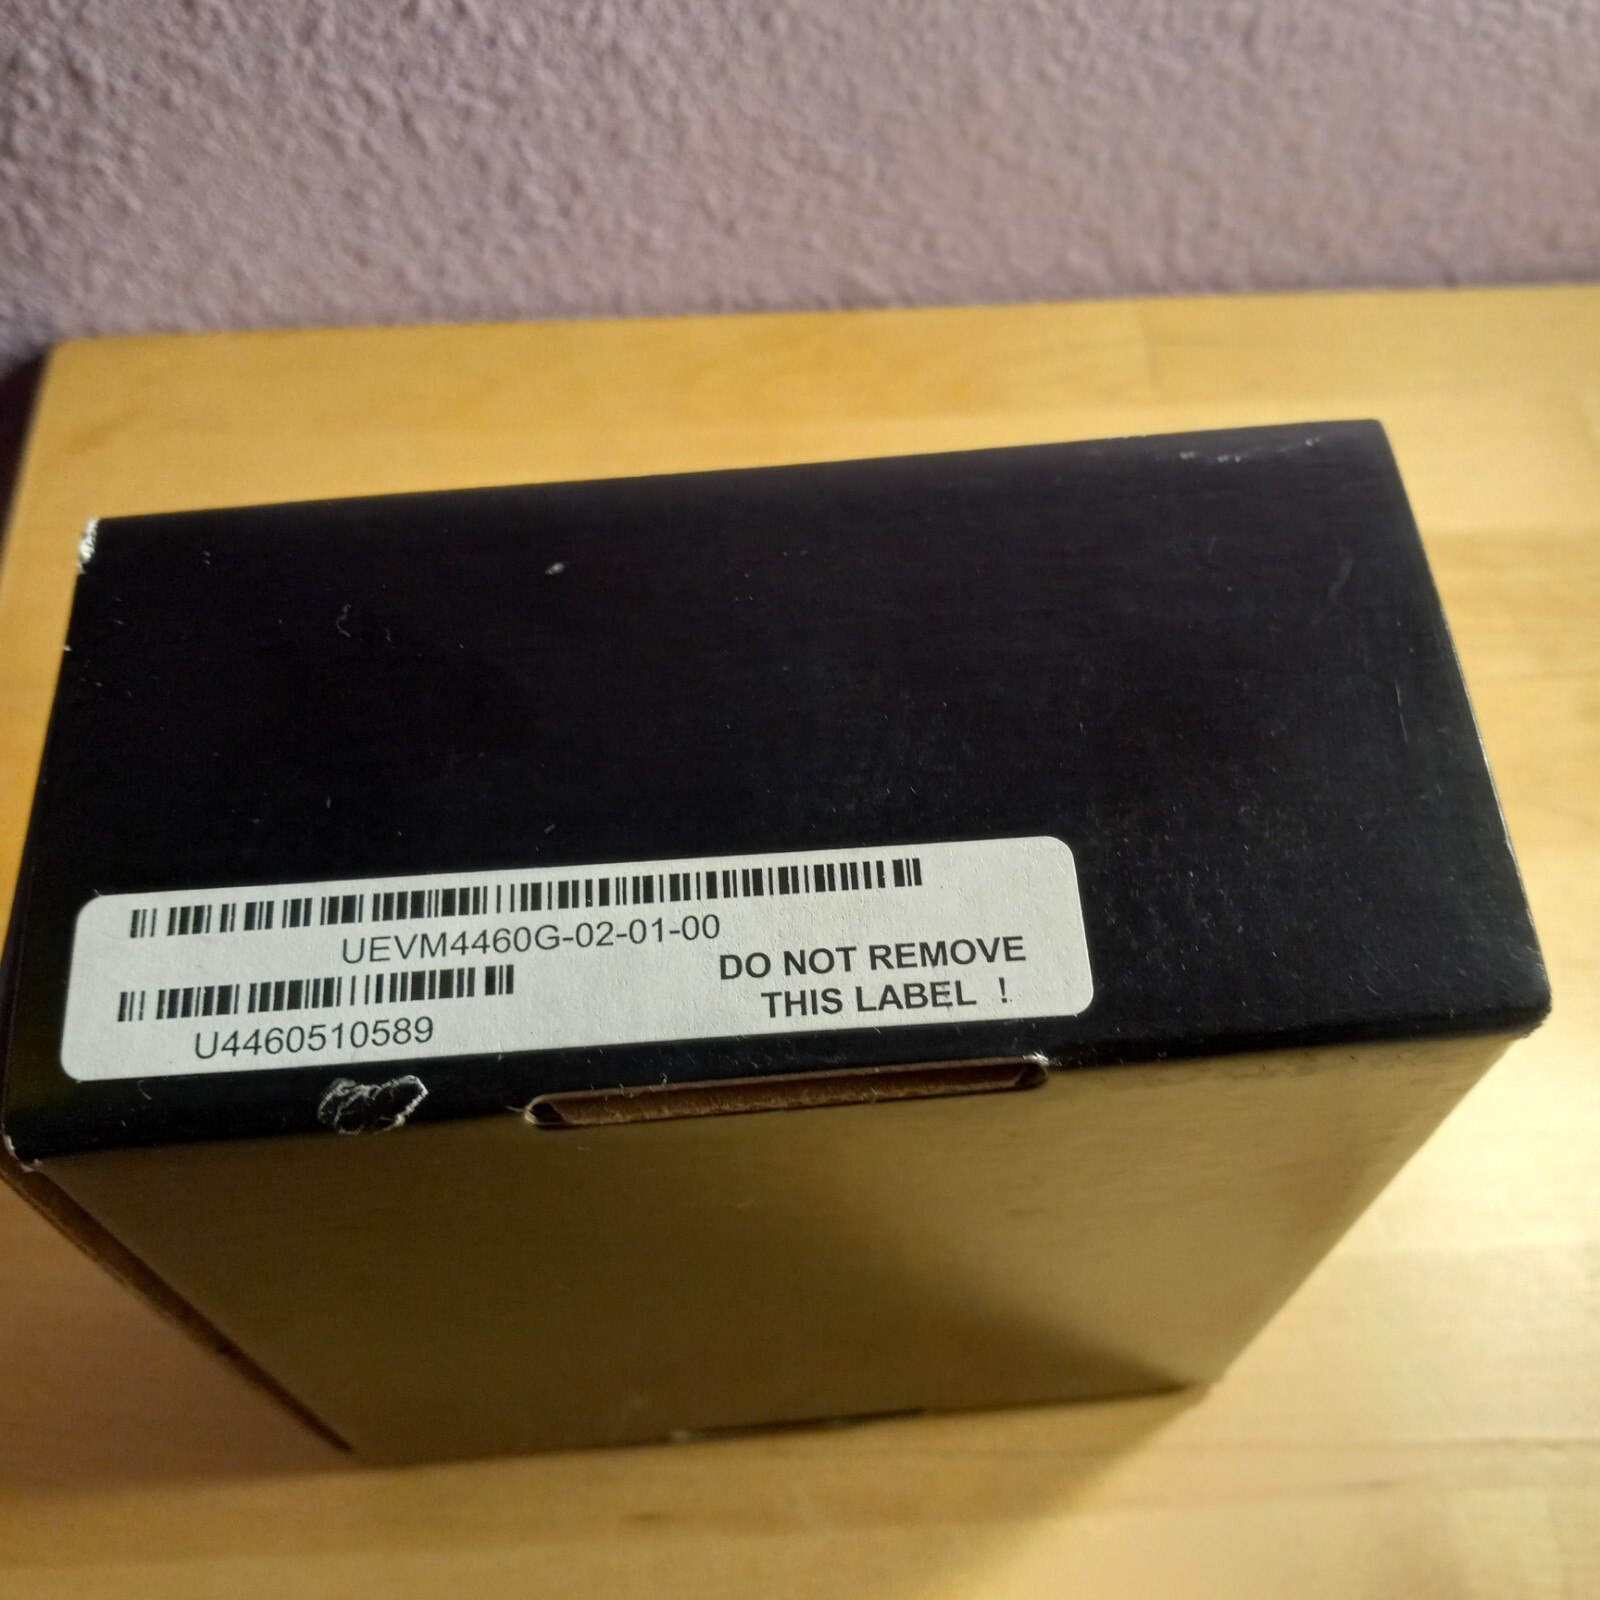 UEVM4460G-02-01-00
U4460510589
DO NOT REMOVE
THIS LABEL !